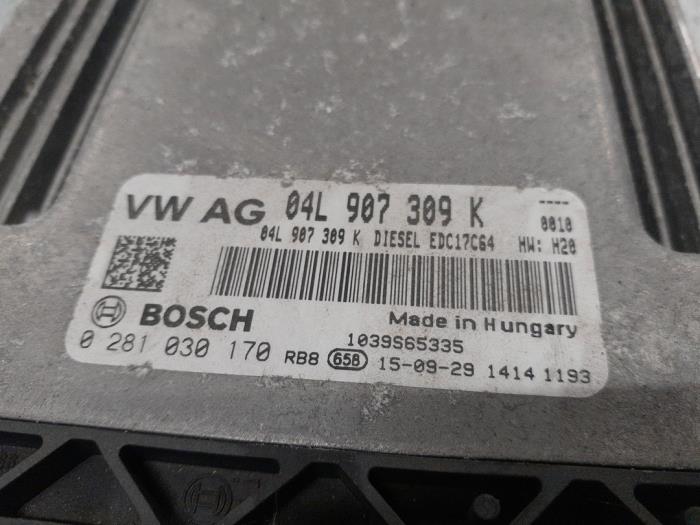 VW AG 04L 907 309 K ----
04L 907 309 K DIESEL EDC17C64 0010
HW: H20
BOSCH Made in Hungary
1039S65335
0 281 030 170 RB8 658 15-09-29 1414 1193